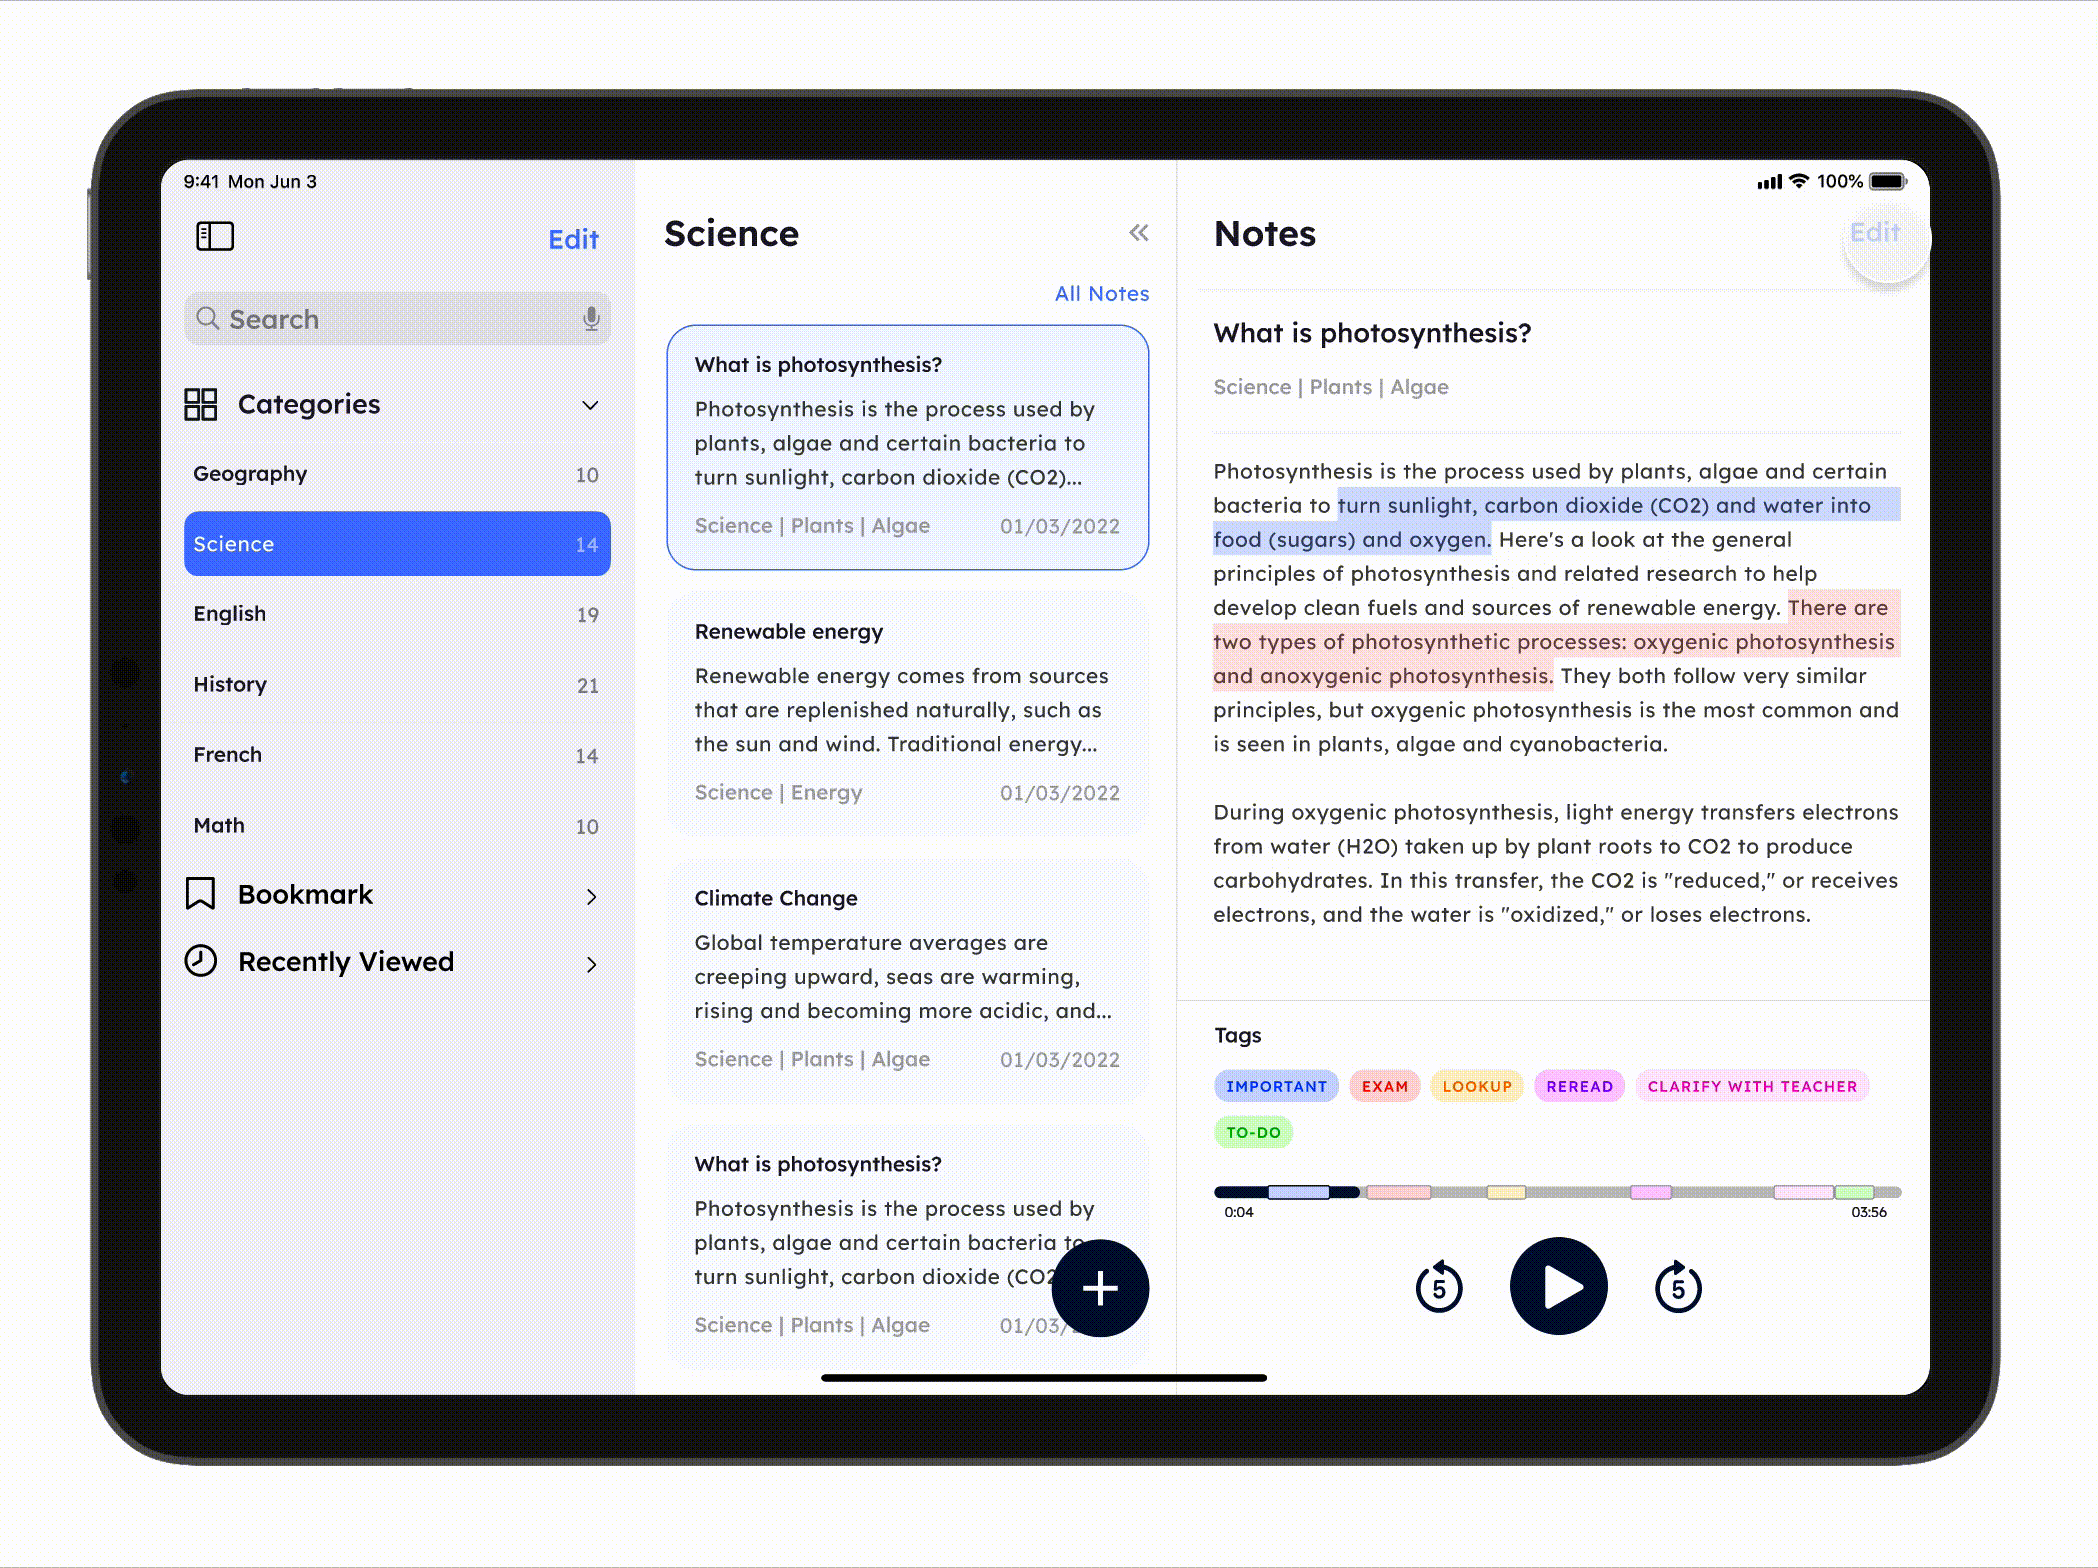 9:41 Mon Jun 3
100%
Edit
Search
Categories
Geography 10
Science 14
English 19
History 21
French 14
Math 10
Bookmark
Recently Viewed
Science
All Notes
What is photosynthesis?
Photosynthesis is the process used by
plants, algae and certain bacteria to
turn sunlight, carbon dioxide (CO2)...
Science | Plants | Algae 01/03/2022
Renewable energy
Renewable energy comes from sources
that are replenished naturally, such as
the sun and wind. Traditional energy...
Science | Energy 01/03/2022
Climate Change
Global temperature averages are
creeping upward, seas are warming,
rising and becoming more acidic, and...
Science | Plants | Algae 01/03/2022
What is photosynthesis?
Photosynthesis is the process used by
plants, algae and certain bacteria to
turn sunlight, carbon dioxide (CO2
Science | Plants | Algae 01/03/
Notes
Edit
What is photosynthesis?
Science | Plants | Algae
Photosynthesis is the process used by plants, algae and certain
bacteria to turn sunlight, carbon dioxide (CO2) and water into
food (sugars) and oxygen. Here's a look at the general
principles of photosynthesis and related research to help
develop clean fuels and sources of renewable energy. There are
two types of photosynthetic processes: oxygenic photosynthesis
and anoxygenic photosynthesis. They both follow very similar
principles, but oxygenic photosynthesis is the most common and
is seen in plants, algae and cyanobacteria.
During oxygenic photosynthesis, light energy transfers electrons
from water (H2O) taken up by plant roots to CO2 to produce
carbohydrates. In this transfer, the CO2 is "reduced," or receives
electrons, and the water is "oxidized," or loses electrons.
Tags
IMPORTANT EXAM LOOKUP REREAD CLARIFY WITH TEACHER
TO-DO
0:04 03:56
5 5